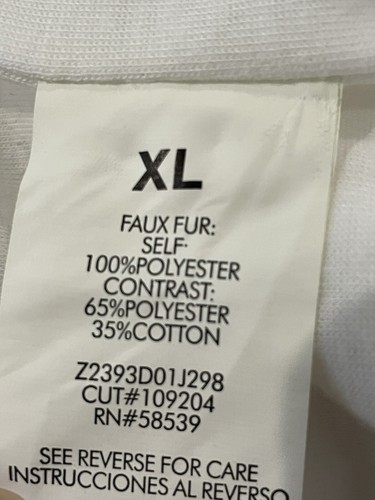 XL
FAUX FUR:
SELF:
100%POLYESTER
CONTRAST:
65%POLYESTER
35%COTTON
Z2393D01J298
CUT#109204
RN#58539
SEE REVERSE FOR CARE
INSTRUCCIONES AL REVERSO